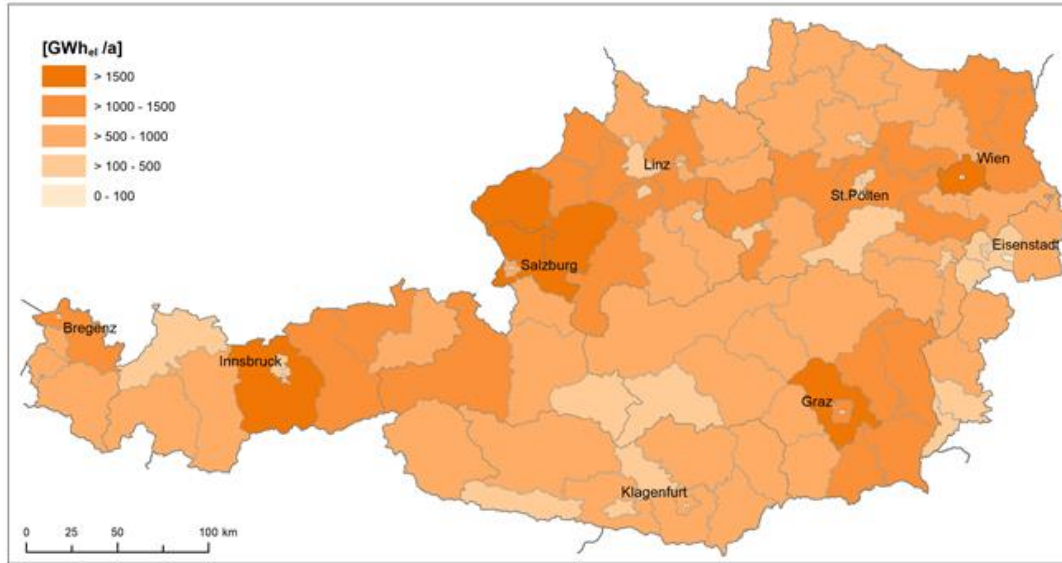 [GWhel /a]
> 1500
> 1000 - 1500
> 500 - 1000
> 100 - 500
0 - 100
Linz
Wien
St.Pölten
Eisenstadt
Salzburg
Bregenz
Innsbruck
Graz
Klagenfurt
0 25 50 100 km